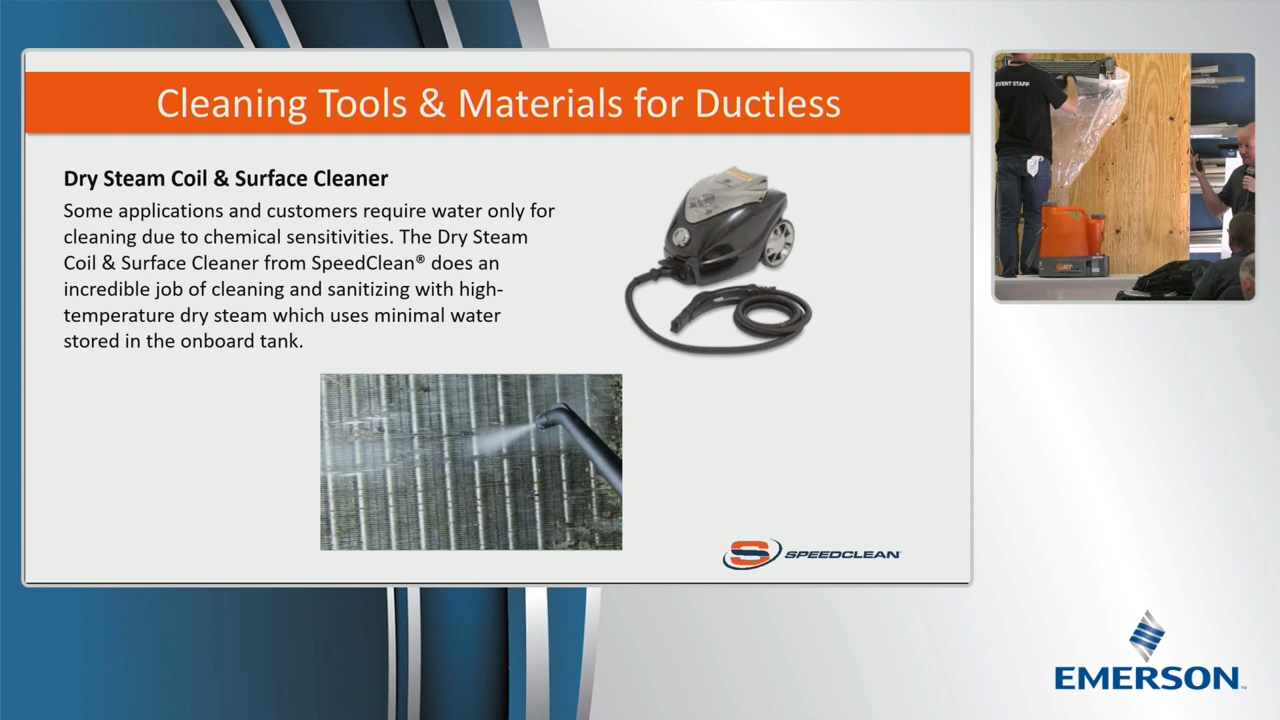 Cleaning Tools & Materials for Ductless
Dry Steam Coil & Surface Cleaner
Some applications and customers require water only for
cleaning due to chemical sensitivities. The Dry Steam
Coil & Surface Cleaner from SpeedClean® does an
incredible job of cleaning and sanitizing with high-
temperature dry steam which uses minimal water
stored in the onboard tank.
SPEEDCLEAN
EVENT STAFF
EMERSON™